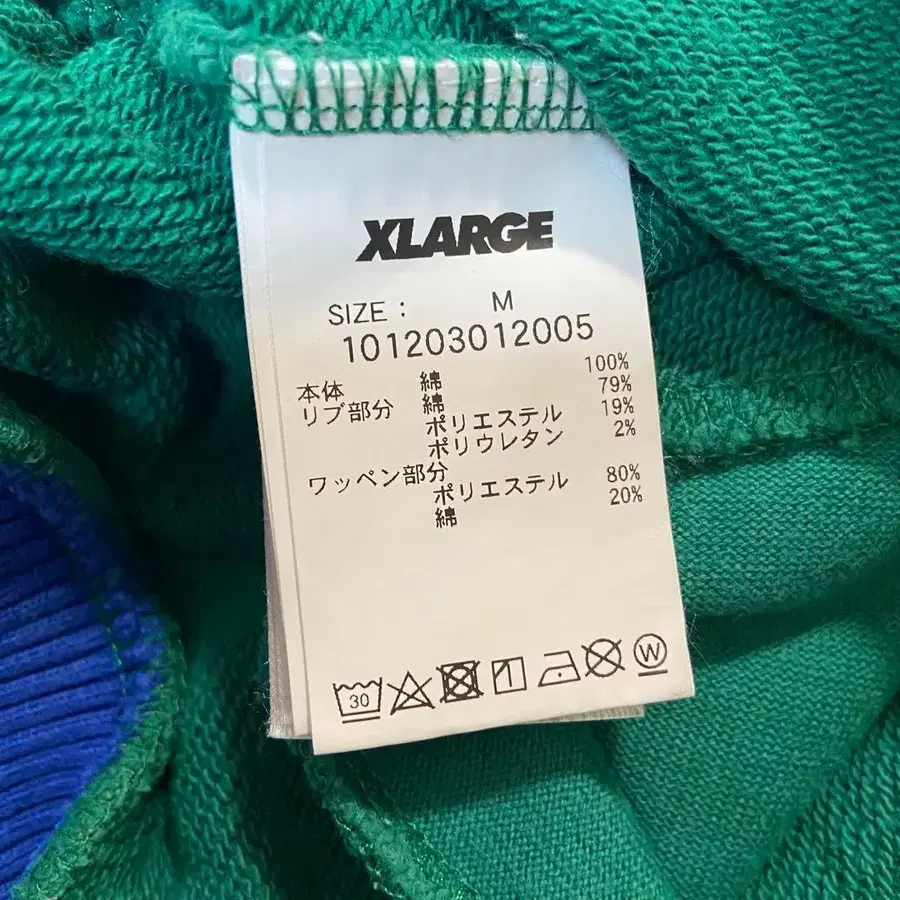 XLARGE
SIZE : M
101203012005
本体 綿 100%
リブ部分 綿 79%
ポリエステル 19%
ポリウレタン 2%
ワッペン部分
ポリエステル 80%
綿 20%
30 W